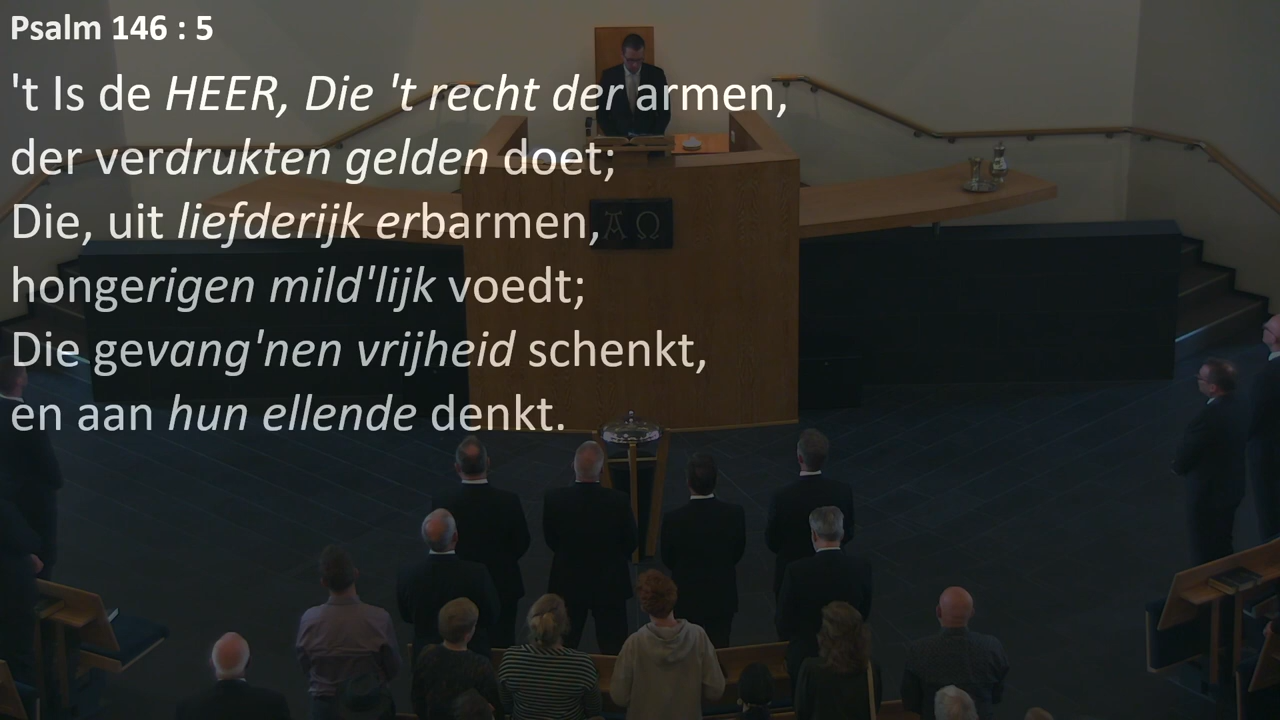 Psalm 146 : 5
't Is de HEER, Die 't recht der armen,
der verdrukten gelden doet;
Die, uit liefderijk erbarmen,
hongerigen mild'lijk voedt;
Die gevang'nen vrijheid schenkt,
en aan hun ellende denkt.
Α Ω